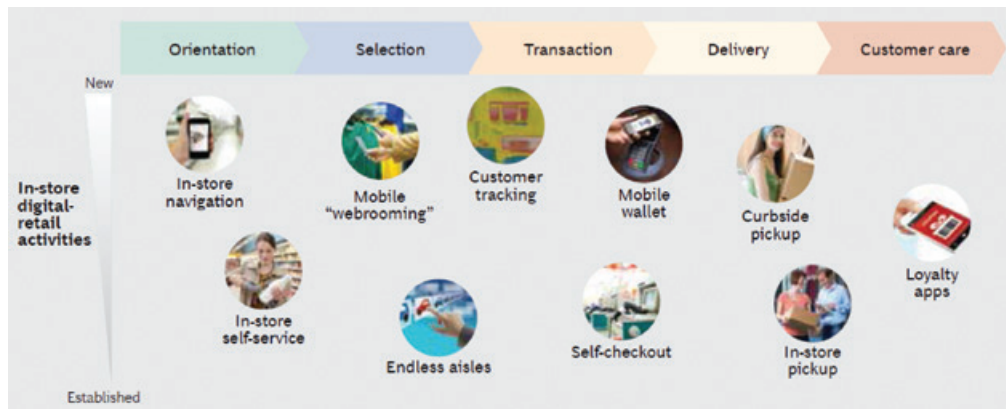 Orientation
Selection
Transaction
Delivery
Customer care
New
In-store
digital-
retail
activities
Established
In-store
navigation
Mobile
“webrooming”
Customer
tracking
Mobile
wallet
Curbside
pickup
Loyalty
apps
In-store
self-service
Endless aisles
Self-checkout
In-store
pickup